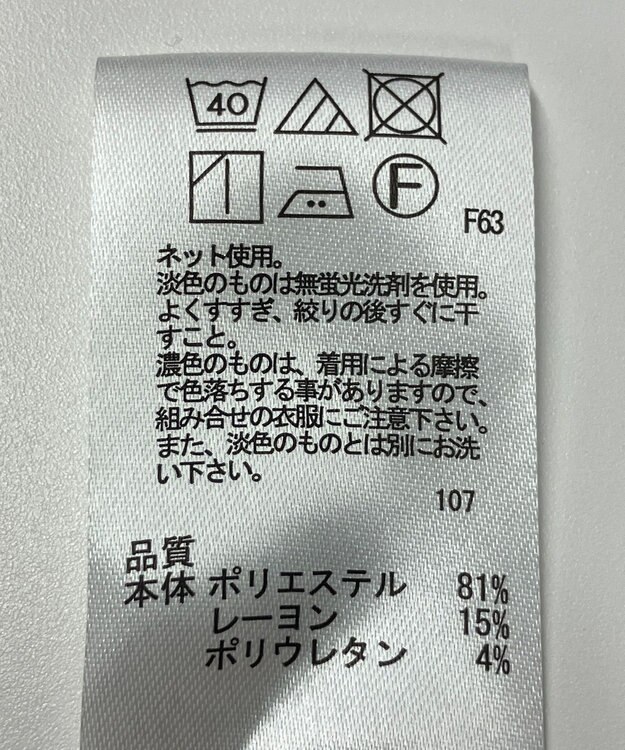 40
F
F63
ネット使用。
淡色のものは無蛍光洗剤を使用。
よくすすぎ、絞りの後すぐに干
すこと。
濃色のものは、着用による摩擦
で色落ちする事がありますので、
組み合せの衣服にご注意下さい。
また、淡色のものとは別にお洗
い下さい。
107
品質
本体 ポリエステル 81%
レーヨン 15%
ポリウレタン 4%